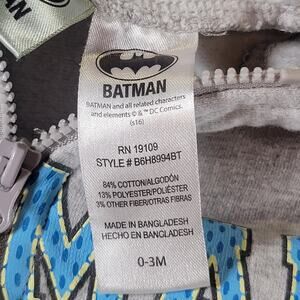 BATMAN
BATMAN and all related characters
and elements © & ™ DC Comics.
(s16)
RN 19109
STYLE # B6H8994BT
84% COTTON/ALGODÓN
13% POLYESTER/POLIÉSTER
3% OTHER FIBER/OTRAS FIBRAS
MADE IN BANGLADESH
HECHO EN BANGLADESH
0-3M